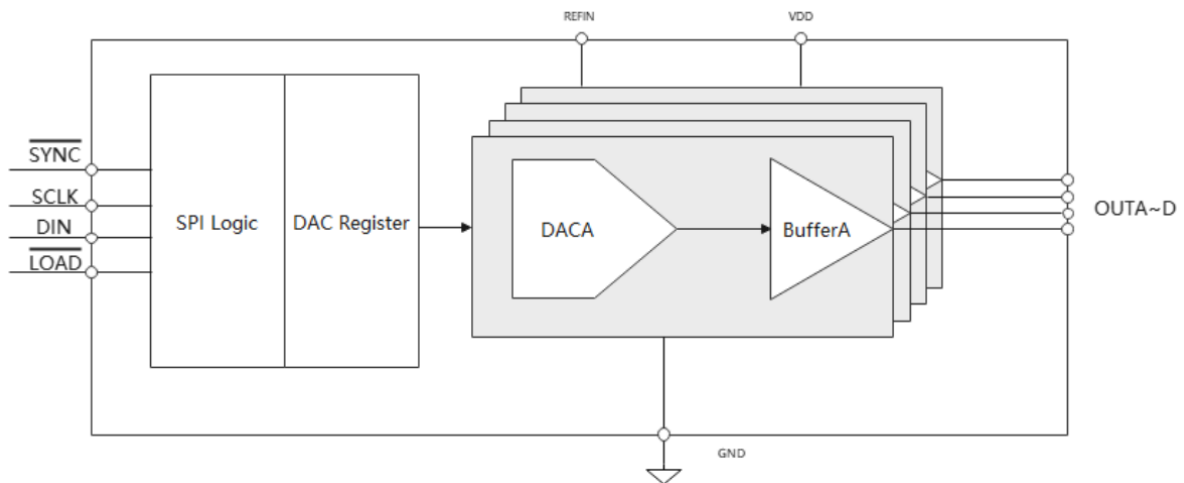 REFIN
VDD
SYNC
SCLK
DIN
LOAD
SPI Logic
DAC Register
DACA
BufferA
OUTA~D
GND